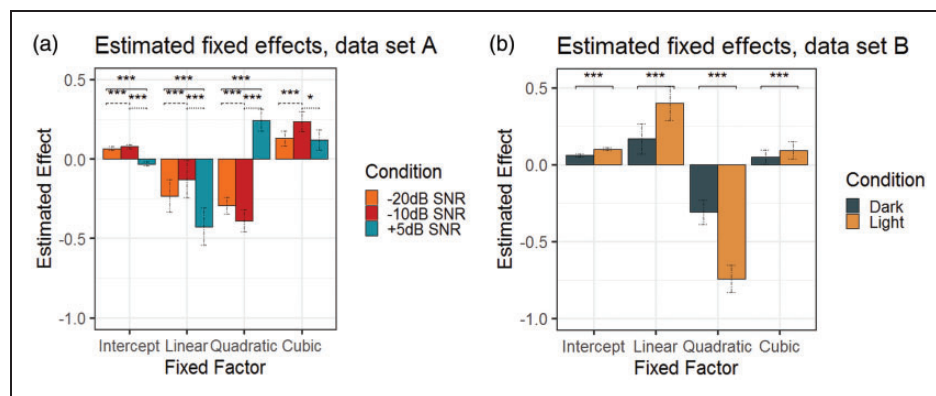 (a) Estimated fixed effects, data set A
*** *** *** 
*** *** *** *** *** *** ***
*
0.5
0.0
-0.5
-1.0
Estimated Effect
Intercept Linear Quadratic Cubic
Fixed Factor
Condition
-20dB SNR
-10dB SNR
+5dB SNR
(b) Estimated fixed effects, data set B
*** *** *** ***
0.5
0.0
-0.5
-1.0
Estimated Effect
Intercept Linear Quadratic Cubic
Fixed Factor
Condition
Dark
Light